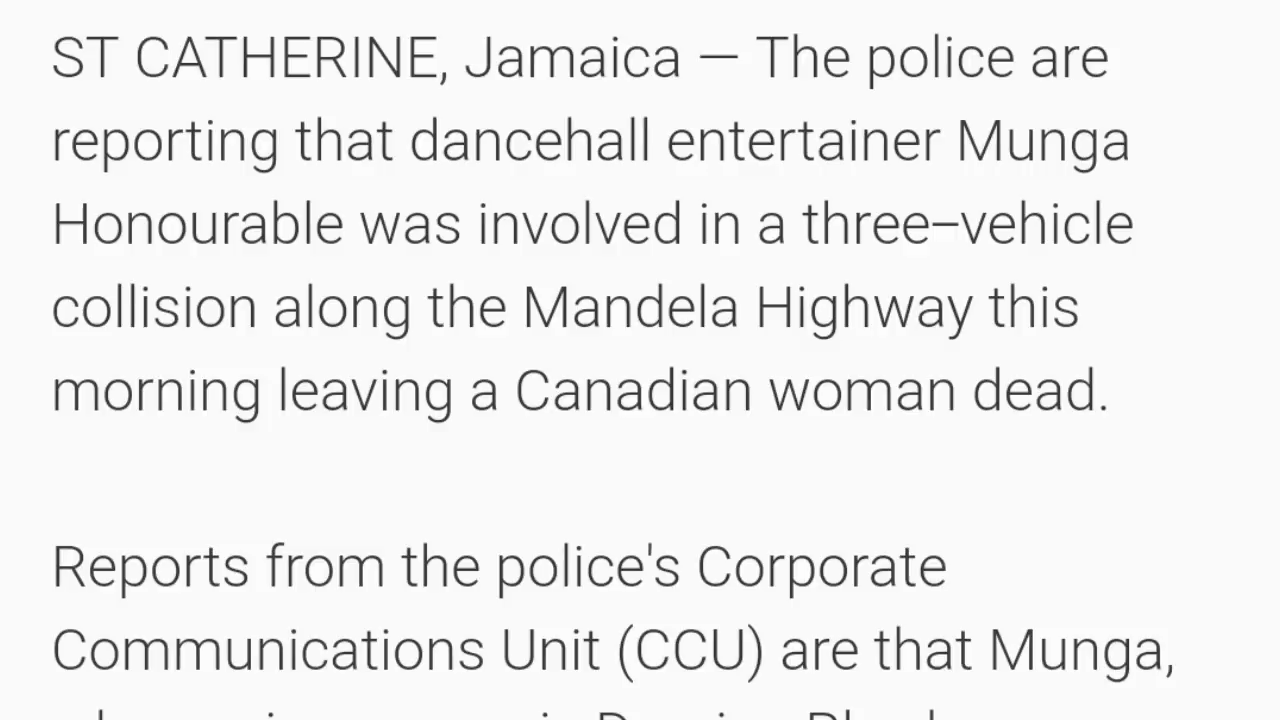 ST CATHERINE, Jamaica — The police are
reporting that dancehall entertainer Munga
Honourable was involved in a three–vehicle
collision along the Mandela Highway this
morning leaving a Canadian woman dead.
Reports from the police's Corporate
Communications Unit (CCU) are that Munga,